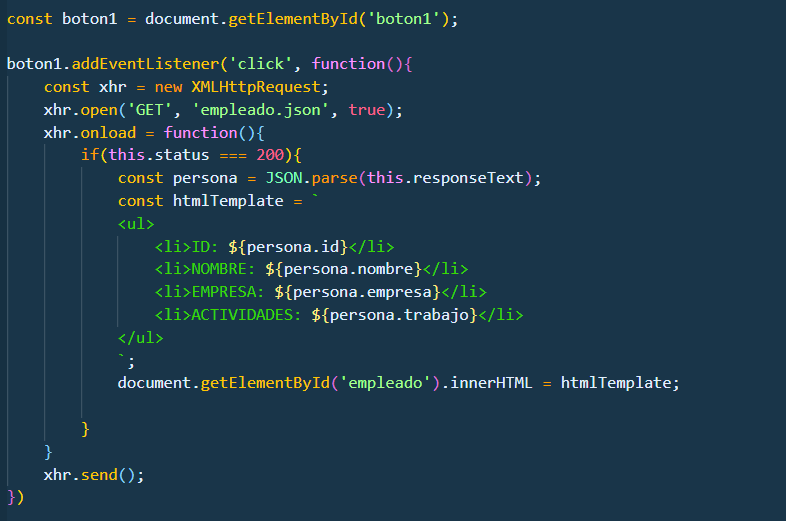 const boton1 = document.getElementById('boton1');

boton1.addEventListener('click', function(){
    const xhr = new XMLHttpRequest;
    xhr.open('GET', 'empleado.json', true);
    xhr.onload = function(){
        if(this.status === 200){
            const persona = JSON.parse(this.responseText);
            const htmlTemplate = `
            <ul>
                <li>ID: ${persona.id}</li>
                <li>NOMBRE: ${persona.nombre}</li>
                <li>EMPRESA: ${persona.empresa}</li>
                <li>ACTIVIDADES: ${persona.trabajo}</li>
            </ul>
            `;
            document.getElementById('empleado').innerHTML = htmlTemplate;

        }
    }
    xhr.send();
})